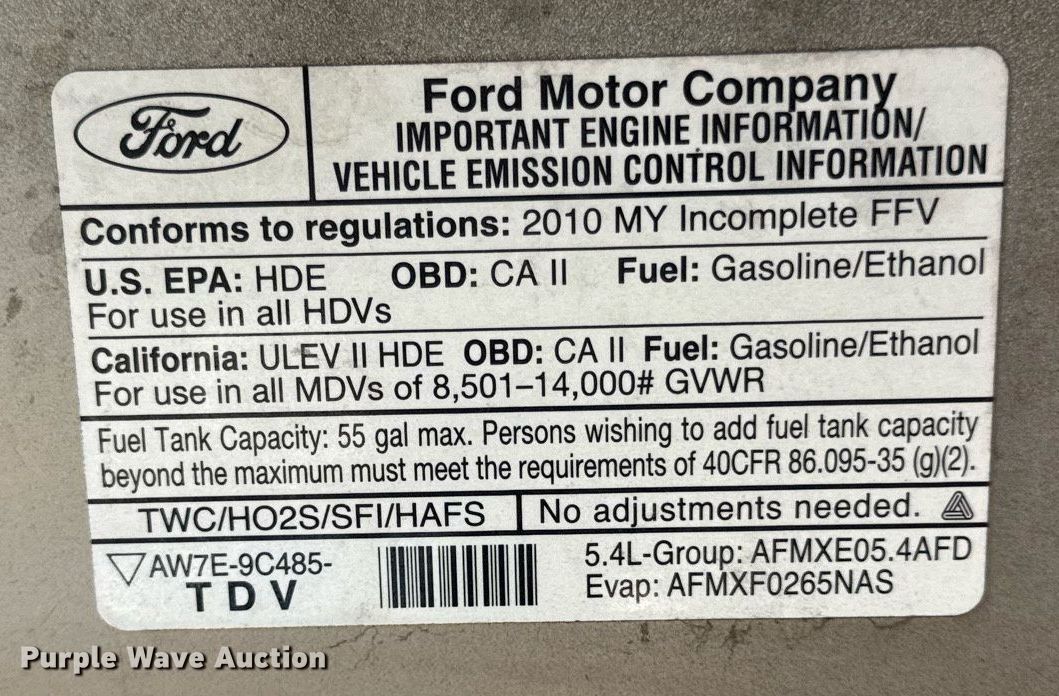 Ford
Ford Motor Company
IMPORTANT ENGINE INFORMATION/
VEHICLE EMISSION CONTROL INFORMATION
Conforms to regulations: 2010 MY Incomplete FFV
U.S. EPA: HDE OBD: CA II Fuel: Gasoline/Ethanol
For use in all HDVs
California: ULEV II HDE OBD: CA II Fuel: Gasoline/Ethanol
For use in all MDVs of 8,501–14,000# GVWR
Fuel Tank Capacity: 55 gal max. Persons wishing to add fuel tank capacity
beyond the maximum must meet the requirements of 40CFR 86.095-35 (g)(2).
TWC/HO2S/SFI/HAFS No adjustments needed.
AW7E-9C485-
TDV
5.4L-Group: AFMXE05.4AFD
Evap: AFMXF0265NAS
Purple Wave Auction